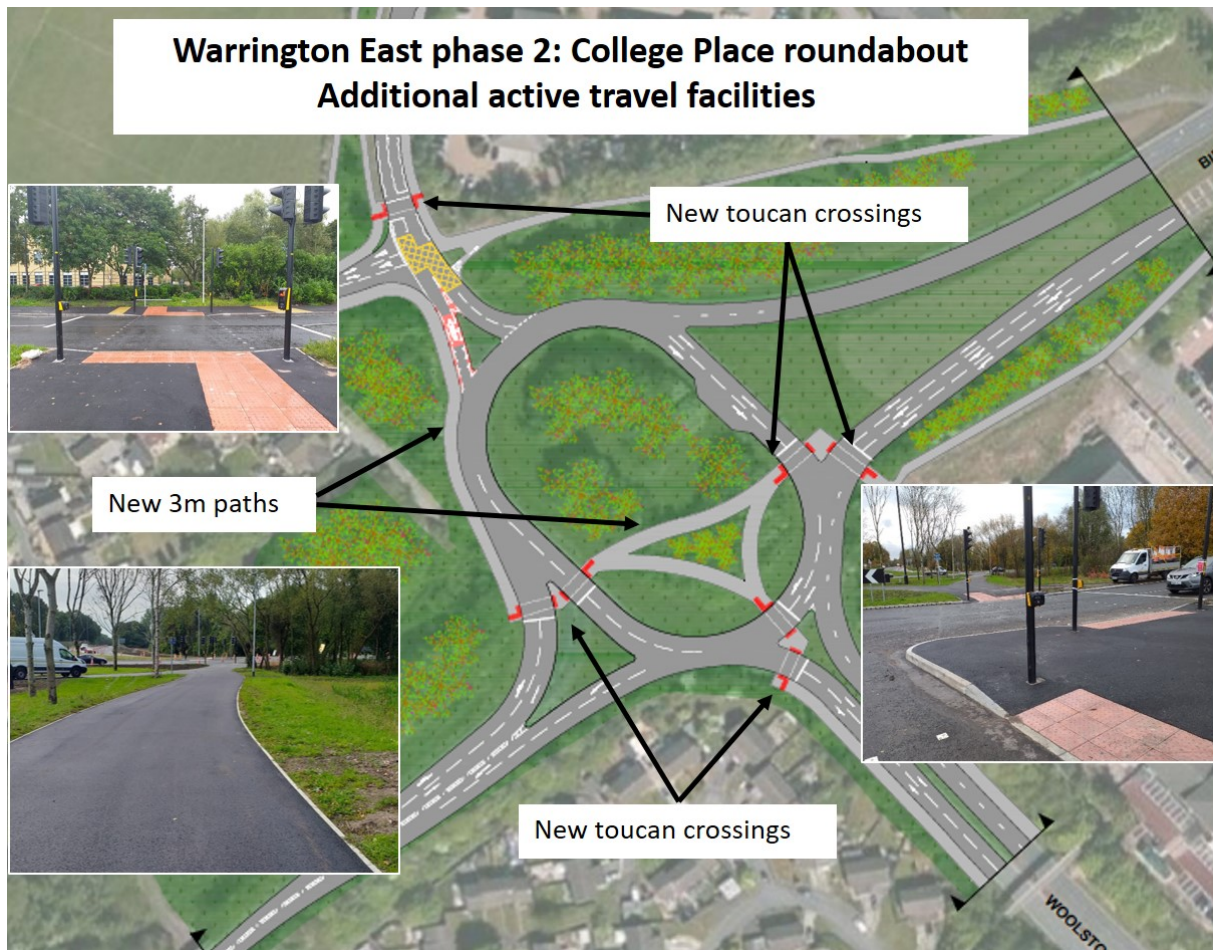 Warrington East phase 2: College Place roundabout
Additional active travel facilities
New toucan crossings
New 3m paths
New toucan crossings